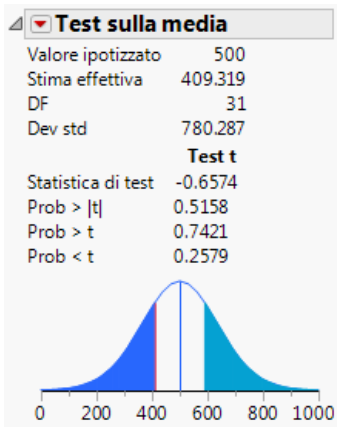 Test sulla media
Valore ipotizzato 500
Stima effettiva 409.319
DF 31
Dev std 780.287
Test t
Statistica di test -0.6574
Prob > |t| 0.5158
Prob > t 0.7421
Prob < t 0.2579
0 200 400 600 800 1000